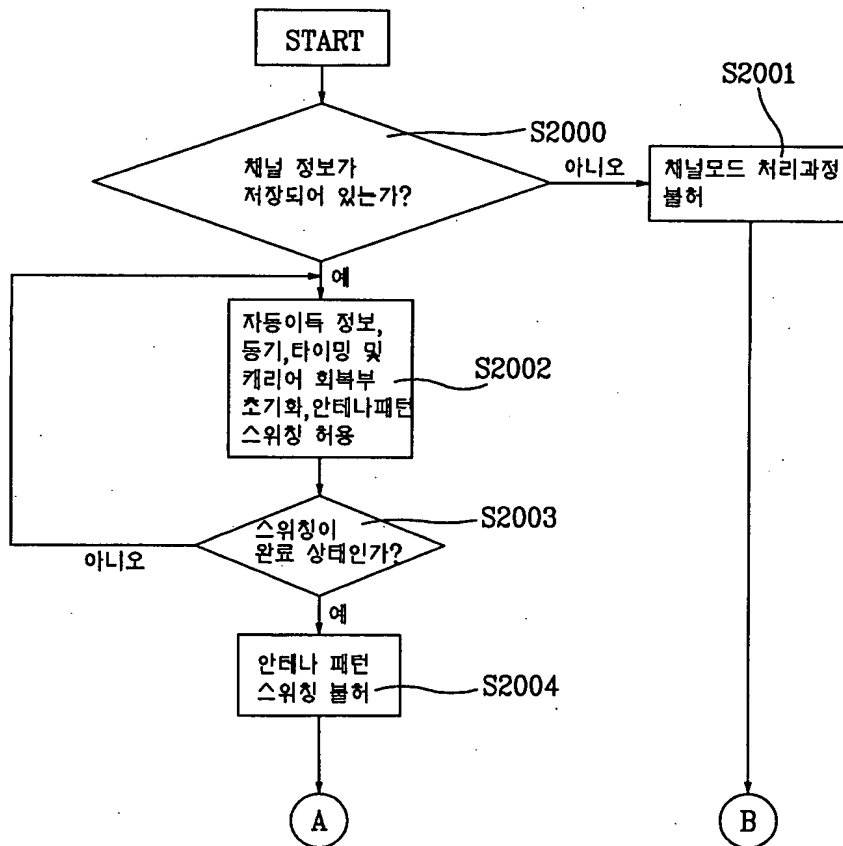 START
S2000
채널 정보가
저장되어 있는가?
아니오
S2001
채널모드 처리과정
불허
예
자동이득 정보,
동기,타이밍 및
캐리어 회복부
초기화,안테나패턴
스위칭 허용
S2002
스위칭이
완료 상태인가?
S2003
아니오
예
안테나 패턴
스위칭 불허
S2004
A
B